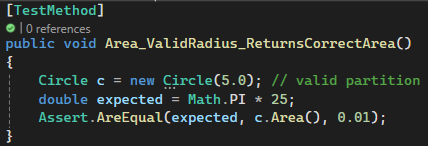 [TestMethod]
| 0 references
public void Area_ValidRadius_ReturnsCorrectArea()
{
    Circle c = new Circle(5.0); // valid partition
    double expected = Math.PI * 25;
    Assert.AreEqual(expected, c.Area(), 0.01);
}